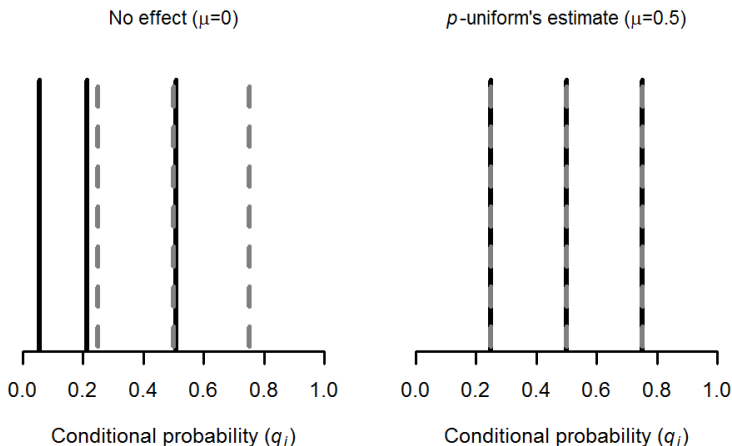 No effect (μ=0)
0.0 0.2 0.4 0.6 0.8 1.0
Conditional probability (qi)
p-uniform's estimate (μ=0.5)
0.0 0.2 0.4 0.6 0.8 1.0
Conditional probability (qi)